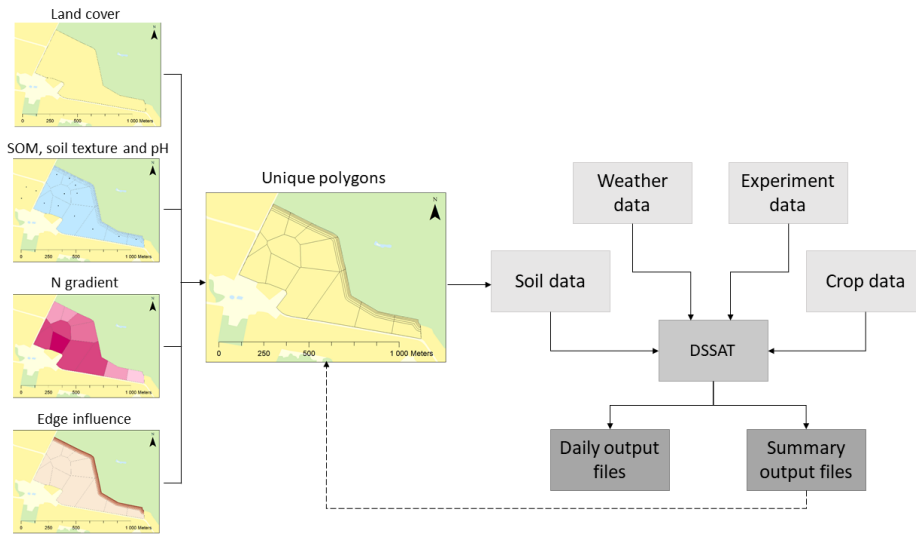 Land cover
N
0 250 500 1 000 Meters
SOM, soil texture and pH
N
0 250 500 1 000 Meters
N gradient
N
0 250 500 1 000 Meters
Edge influence
N
0 250 500 1 000 Meters
Unique polygons
N
0 250 500 1 000 Meters
Weather
data
Experiment
data
Soil data
Crop data
DSSAT
Daily output
files
Summary
output files